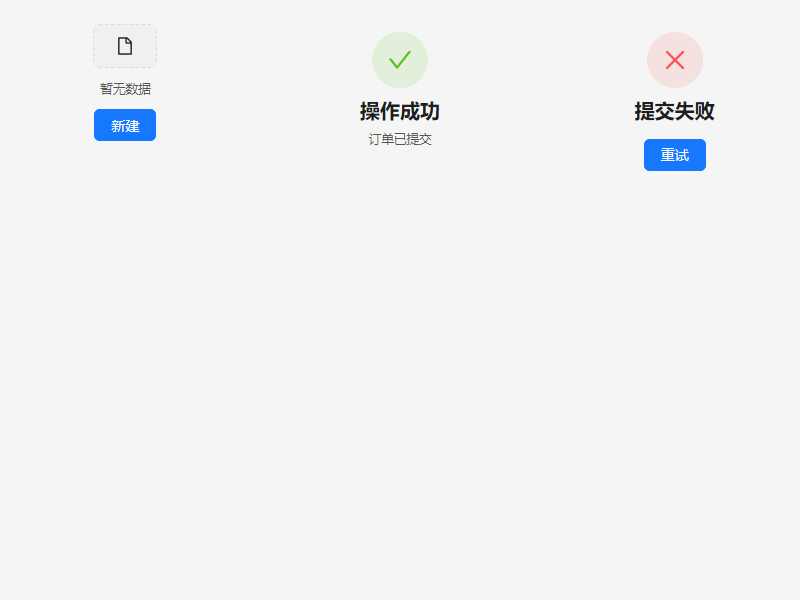 暂无数据
新建
操作成功
订单已提交
提交失败
重试